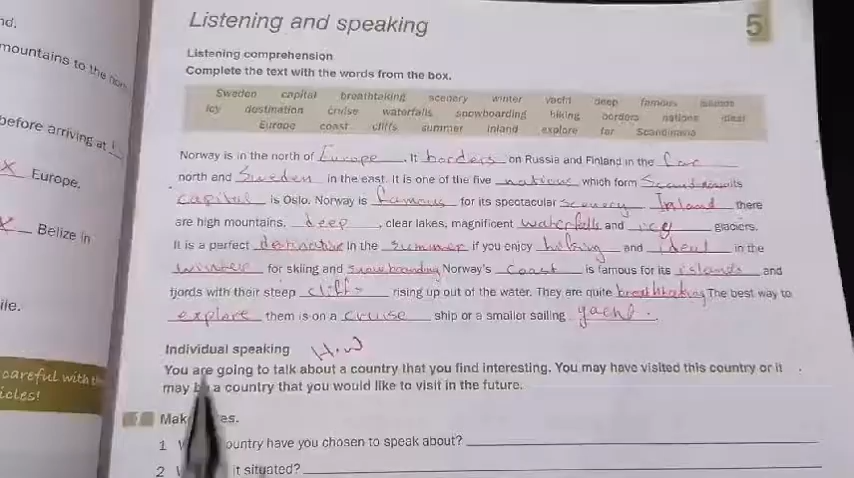 nd.
mountains to the
before arriving at
x Europe.
x Belize in
ile.
careful with th
icles!
Listening and speaking
5
Listening comprehension
Complete the text with the words from the box.
Sweden capital breathtaking scenery winter yacht deep famous islands
icy destination cruise waterfalls snowboarding hiking borders nations ideal
Europe coast cliffs summer inland explore far Scandinavia
Norway is in the north of Europe . It borders on Russia and Finland in the far
north and Sweden in the east. It is one of the five nations which form its
capital is Oslo. Norway is famous for its spectacular scenery Inland there
are high mountains, deep , clear lakes, magnificent waterfalls and icy glaciers.
It is a perfect in the summer if you enjoy and ideal in the
winter for skiing and snowboarding Norway's coast is famous for its islands and
fjords with their steep cliffs rising up out of the water. They are quite breathtaking The best way to
explore them is on a cruise ship or a smaller sailing yacht .
Individual speaking H.W
You are going to talk about a country that you find interesting. You may have visited this country or it
may be a country that you would like to visit in the future.
Mak es.
1 W ountry have you chosen to speak about?
2 W it situated?